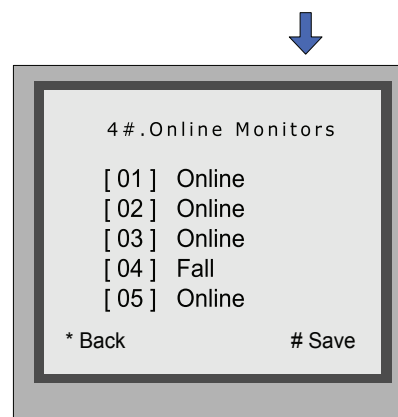 4#.Online Monitors
[ 01 ] Online
[ 02 ] Online
[ 03 ] Online
[ 04 ] Fall
[ 05 ] Online
* Back # Save